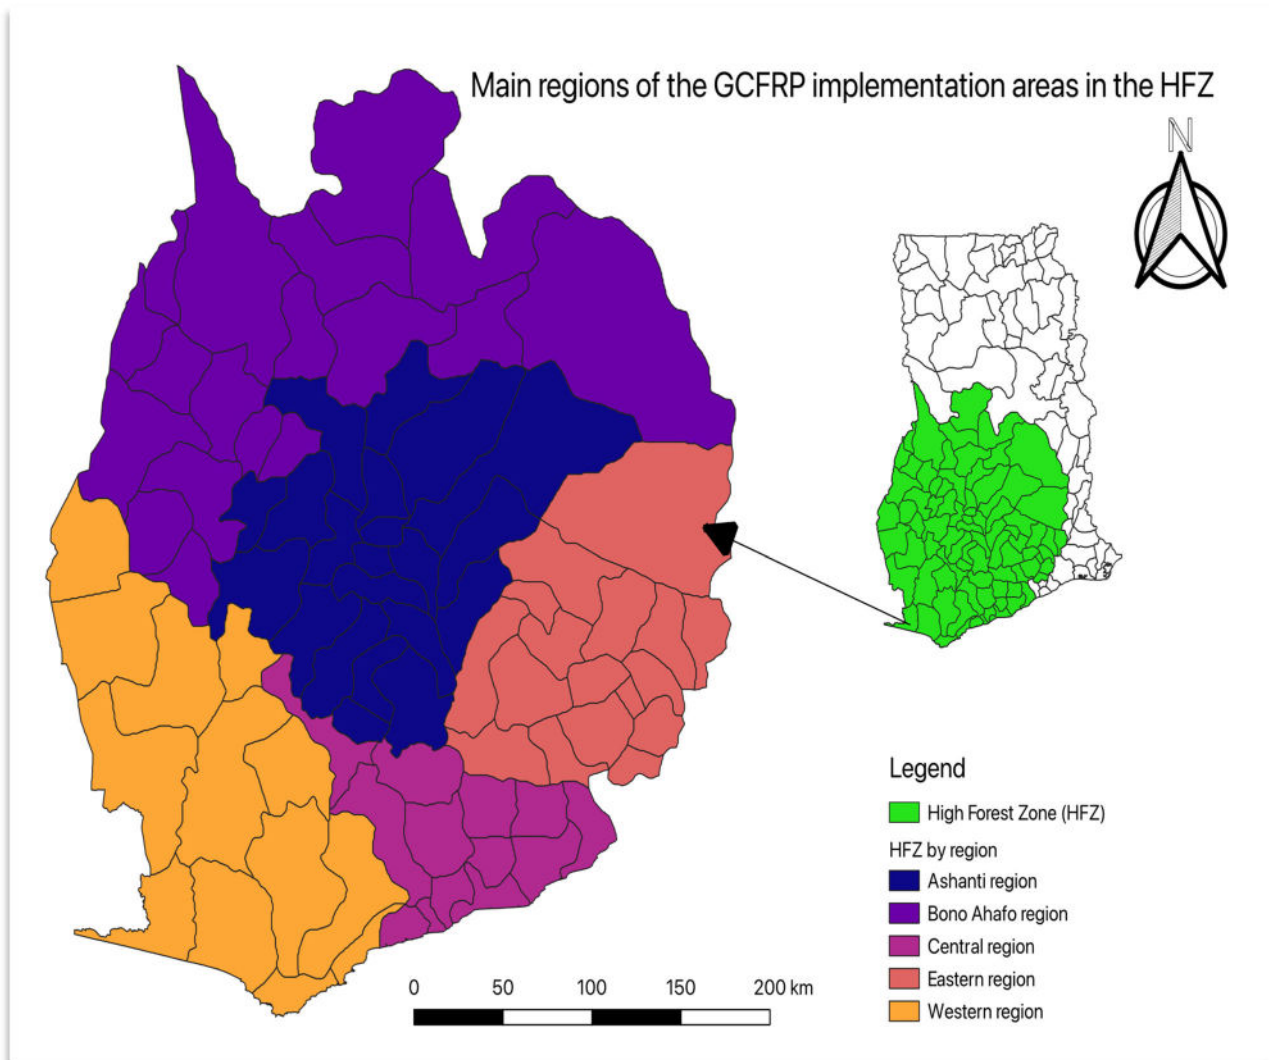 Main regions of the GCFRP implementation areas in the HFZ
N
Legend
High Forest Zone (HFZ)
HFZ by region
Ashanti region
Bono Ahafo region
Central region
Eastern region
Western region
0 50 100 150 200 km